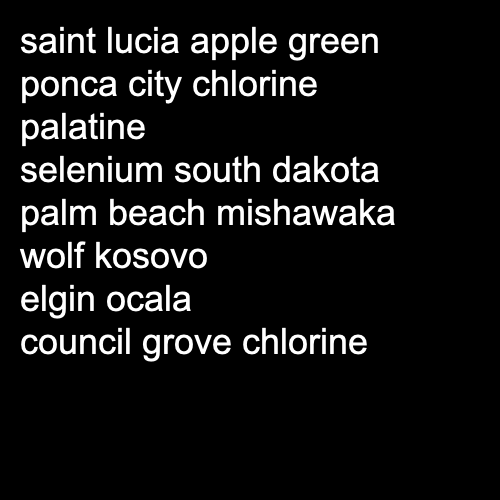 saint lucia apple green
ponca city chlorine
palatine
selenium south dakota
palm beach mishawaka
wolf kosovo
elgin ocala
council grove chlorine